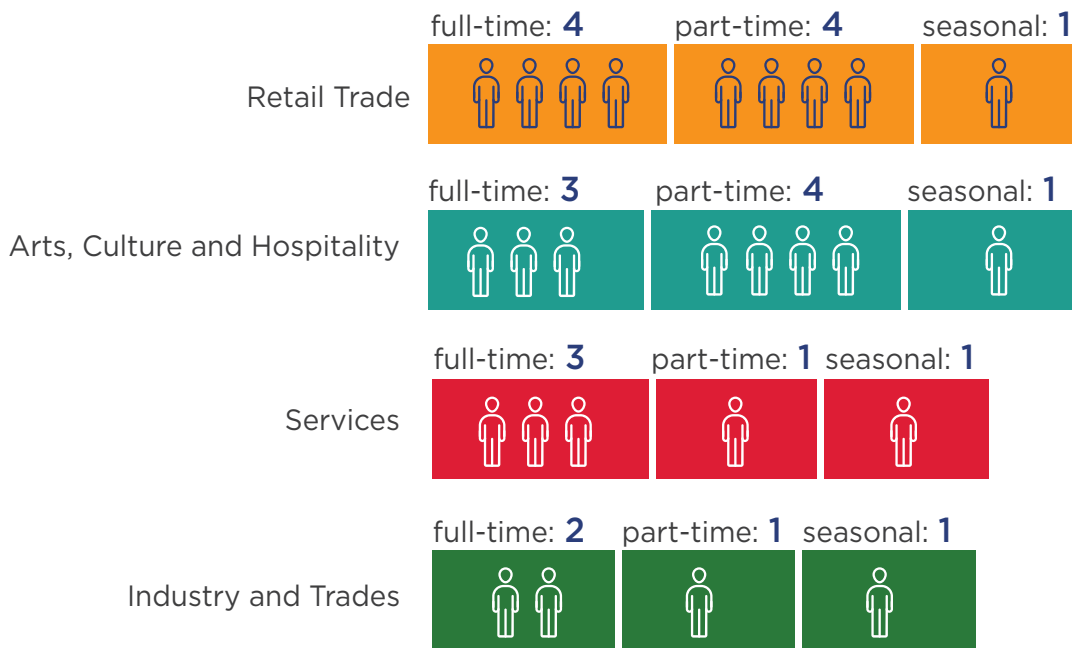 full-time: 4 part-time: 4 seasonal: 1
Retail Trade
full-time: 3 part-time: 4 seasonal: 1
Arts, Culture and Hospitality
full-time: 3 part-time: 1 seasonal: 1
Services
full-time: 2 part-time: 1 seasonal: 1
Industry and Trades